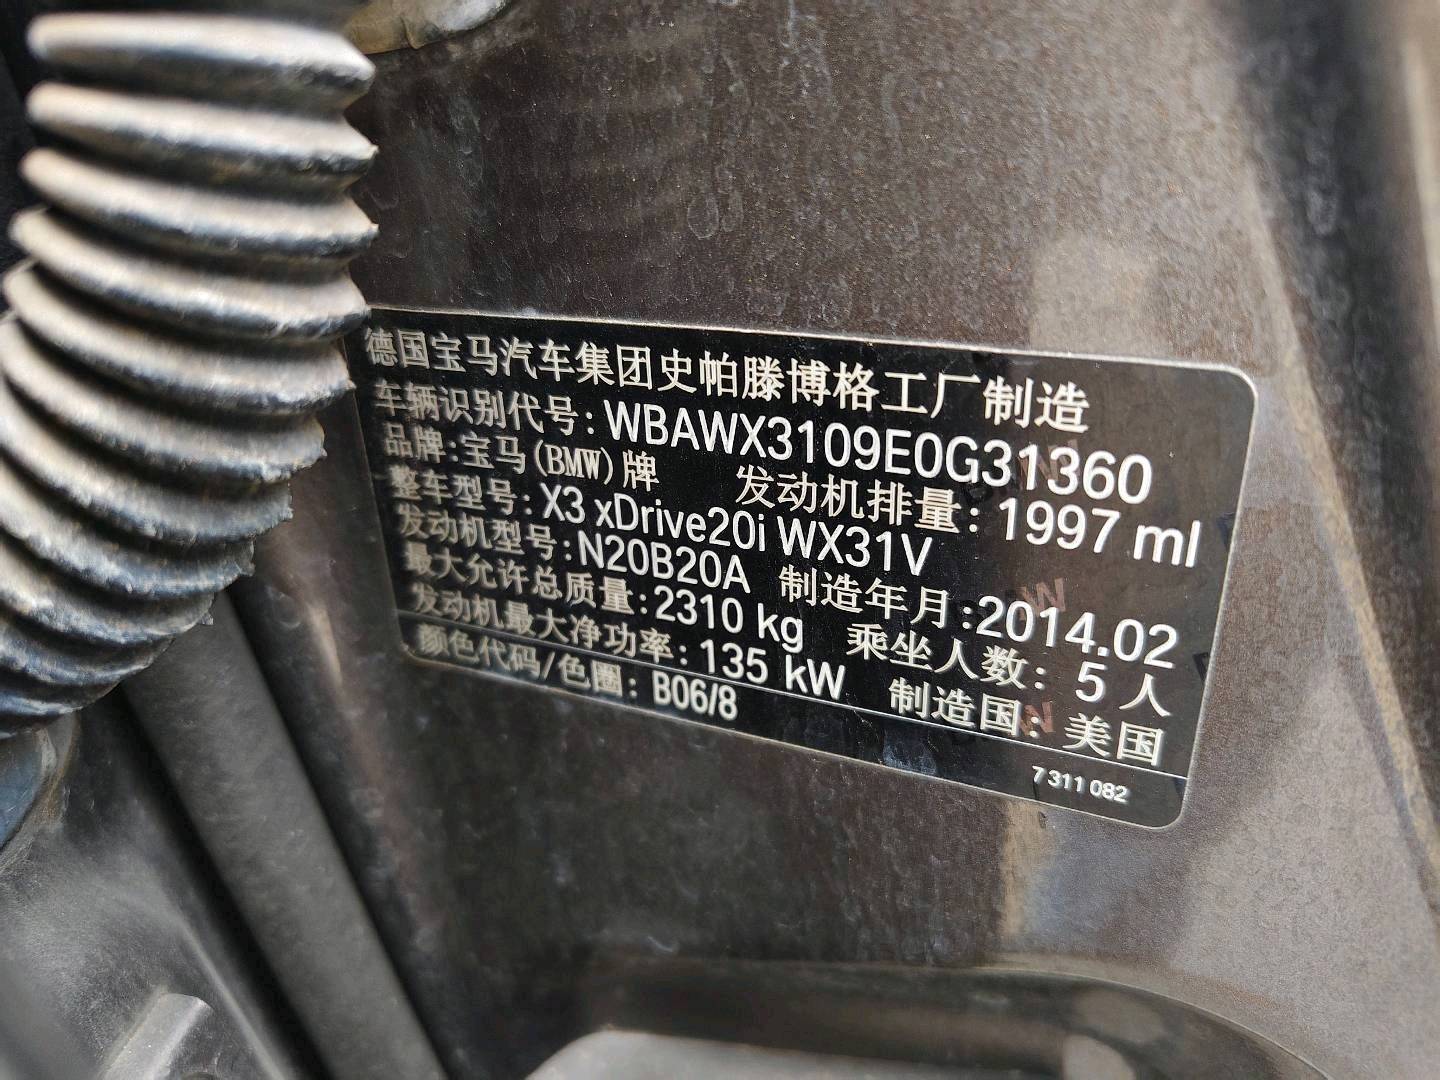 德国宝马汽车集团史帕滕博格工厂制造
车辆识别代号: WBAWX3109E0G31360
品牌:宝马(BMW)牌 发动机排量: 1997 ml
整车型号: X3 xDrive20i WX31V
发动机型号: N20B20A 制造年月:2014.02
最大允许总质量:2310 kg 乘坐人数: 5 人
发动机最大净功率: 135 kW 制造国: 美国
颜色代码/色圈: B06/8
7 311 082